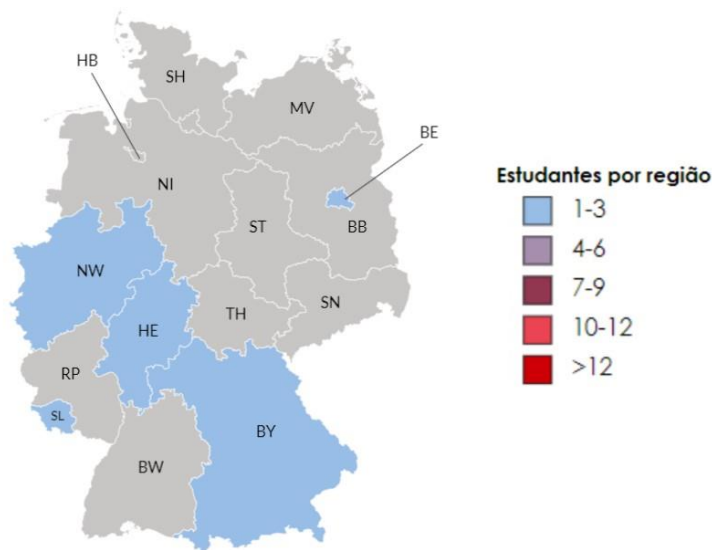 HB
SH
MV
BE
NI
ST
BB
NW
TH
SN
HE
RP
SL
BW
BY
Estudantes por região
1-3
4-6
7-9
10-12
>12